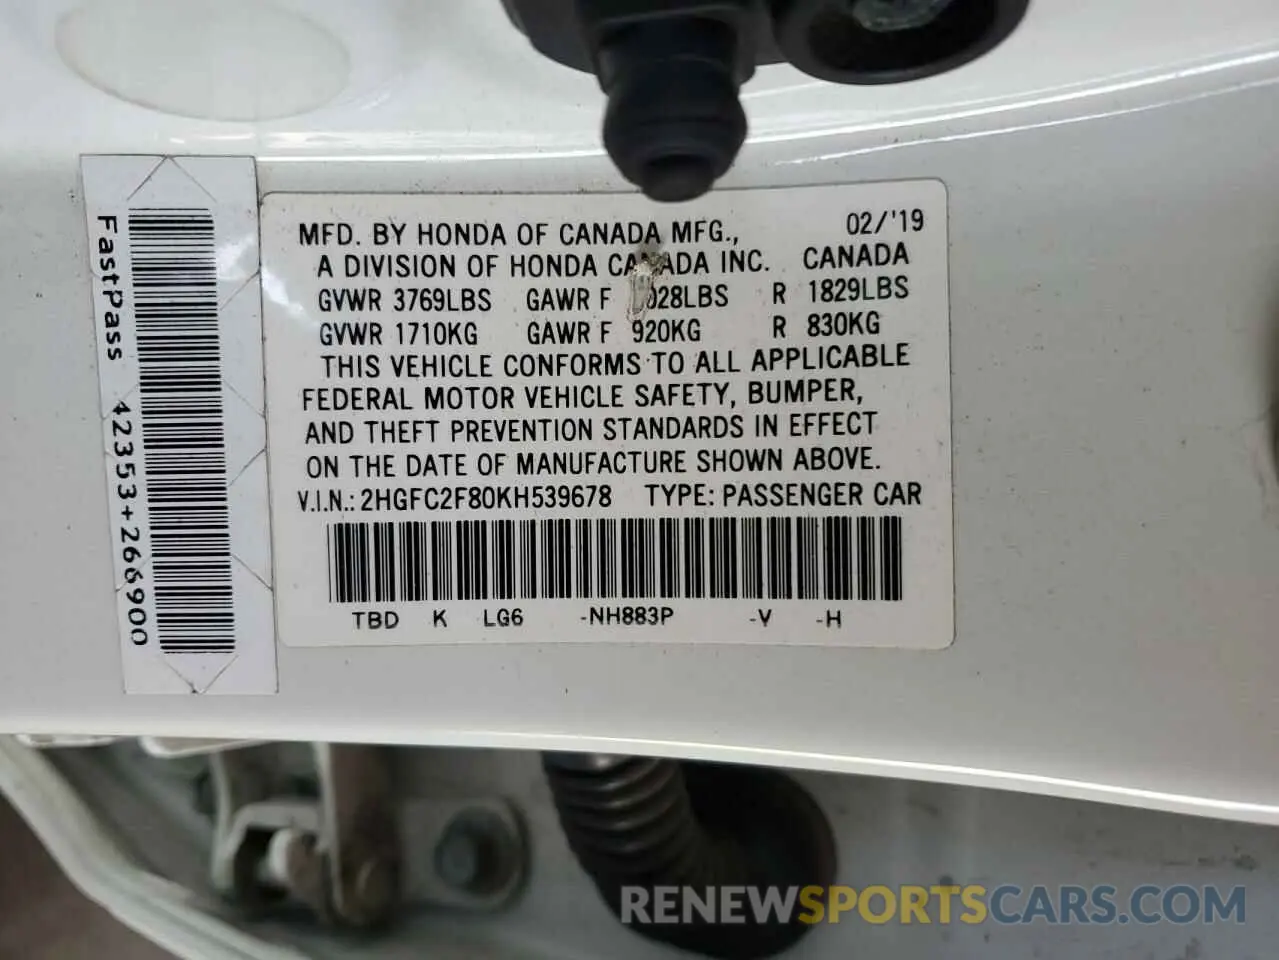 MFD. BY HONDA OF CANADA MFG., 02/'19
A DIVISION OF HONDA CANADA INC. CANADA
GVWR 3769LBS GAWR F 028LBS R 1829LBS
GVWR 1710KG GAWR F 920KG R 830KG
THIS VEHICLE CONFORMS TO ALL APPLICABLE
FEDERAL MOTOR VEHICLE SAFETY, BUMPER,
AND THEFT PREVENTION STANDARDS IN EFFECT
ON THE DATE OF MANUFACTURE SHOWN ABOVE.
V.I.N.: 2HGFC2F80KH539678 TYPE: PASSENGER CAR
TBD K LG6 -NH883P -V -H
FastPass 42353+266900
RENEWSPORTSCARS.COM